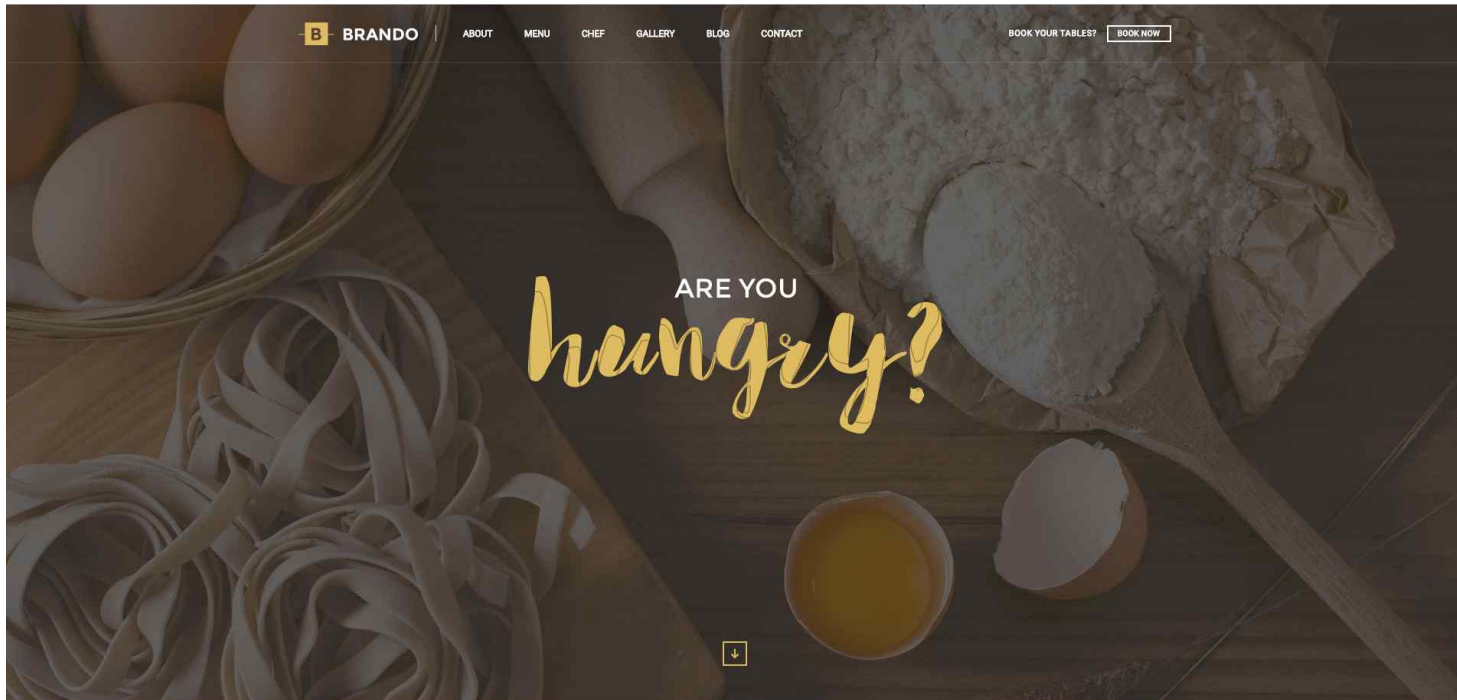 B BRANDO
ABOUT MENU CHEF GALLERY BLOG CONTACT
BOOK YOUR TABLES? BOOK NOW
ARE YOU
hungry?